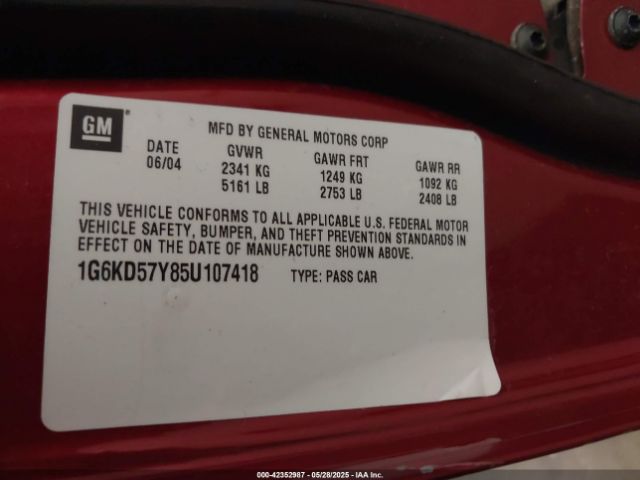 GM
MFD BY GENERAL MOTORS CORP
DATE GVWR GAWR FRT GAWR RR
06/04 2341 KG 1249 KG 1092 KG
5161 LB 2753 LB 2408 LB
THIS VEHICLE CONFORMS TO ALL APPLICABLE U.S. FEDERAL MOTOR
VEHICLE SAFETY, BUMPER, AND THEFT PREVENTION STANDARDS IN
EFFECT ON THE DATE OF MANUFACTURE SHOWN ABOVE.
1G6KD57Y85U107418 TYPE: PASS CAR
000-42352987 - 05/28/2025 - IAA Inc.